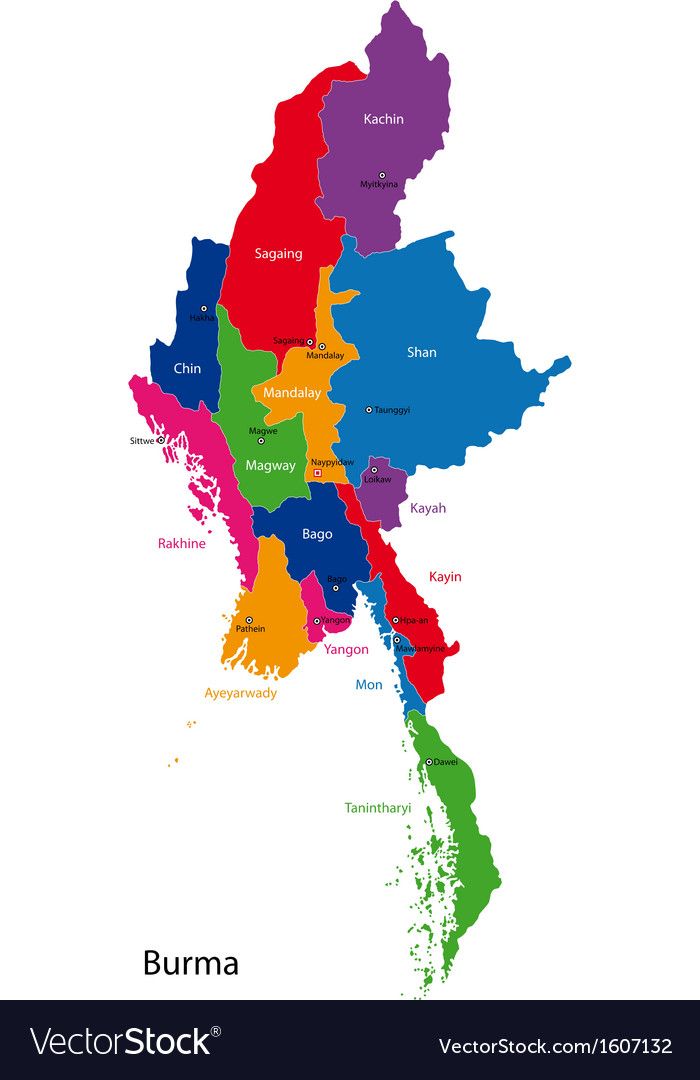 Kachin
Myitkyina
Sagaing
Hakha
Sagaing
Mandalay
Shan
Chin
Mandalay
Taunggyi
Magwe
Sittwe
Magway
Naypyidaw
Loikaw
Kayah
Bago
Rakhine
Kayin
Bago
Pathein
Yangon
Hpa-an
Mawlamyine
Yangon
Mon
Ayeyarwady
Dawei
Tanintharyi
Burma
VectorStock®
VectorStock.com/1607132